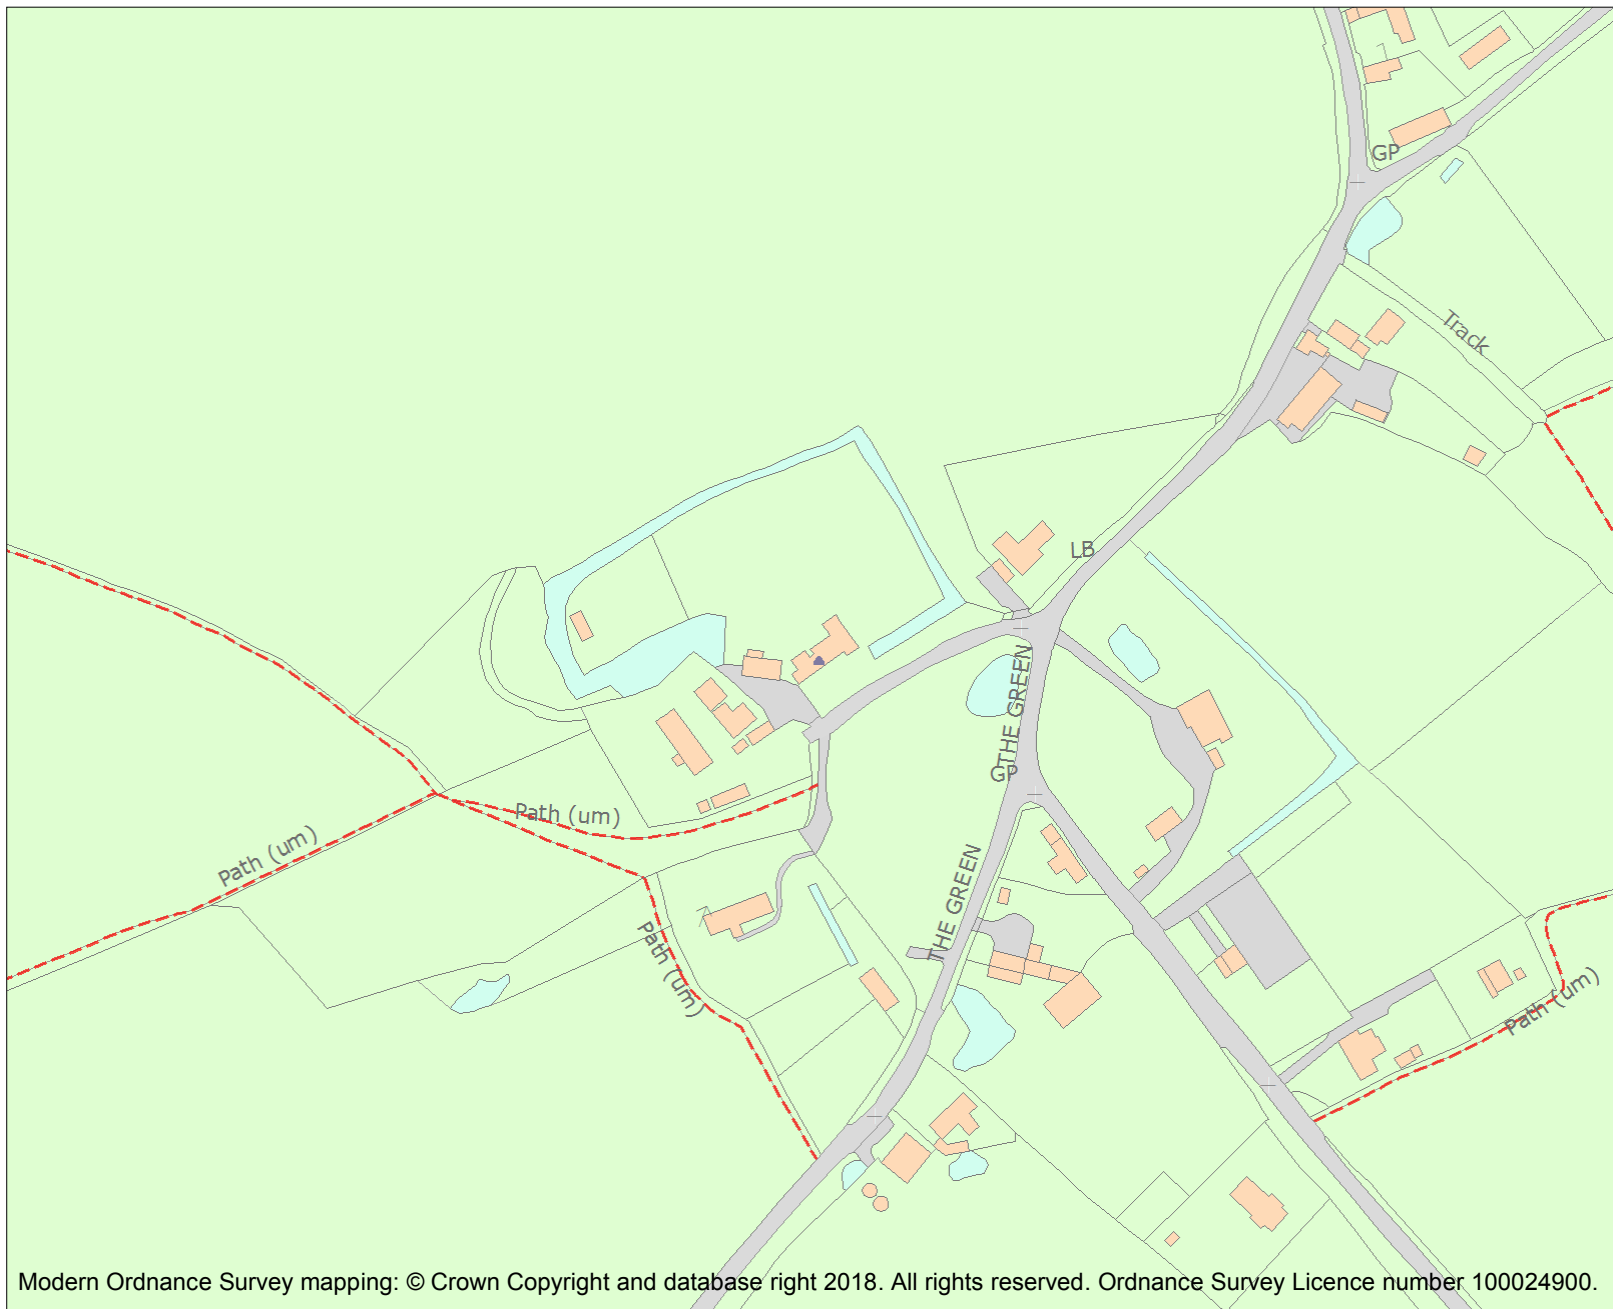 GP
Track
LB
THE GREEN
GP
Path (um)
Path (um)
THE GREEN
Path (um)
Path (um)
Modern Ordnance Survey mapping: © Crown Copyright and database right 2018. All rights reserved. Ordnance Survey Licence number 100024900.